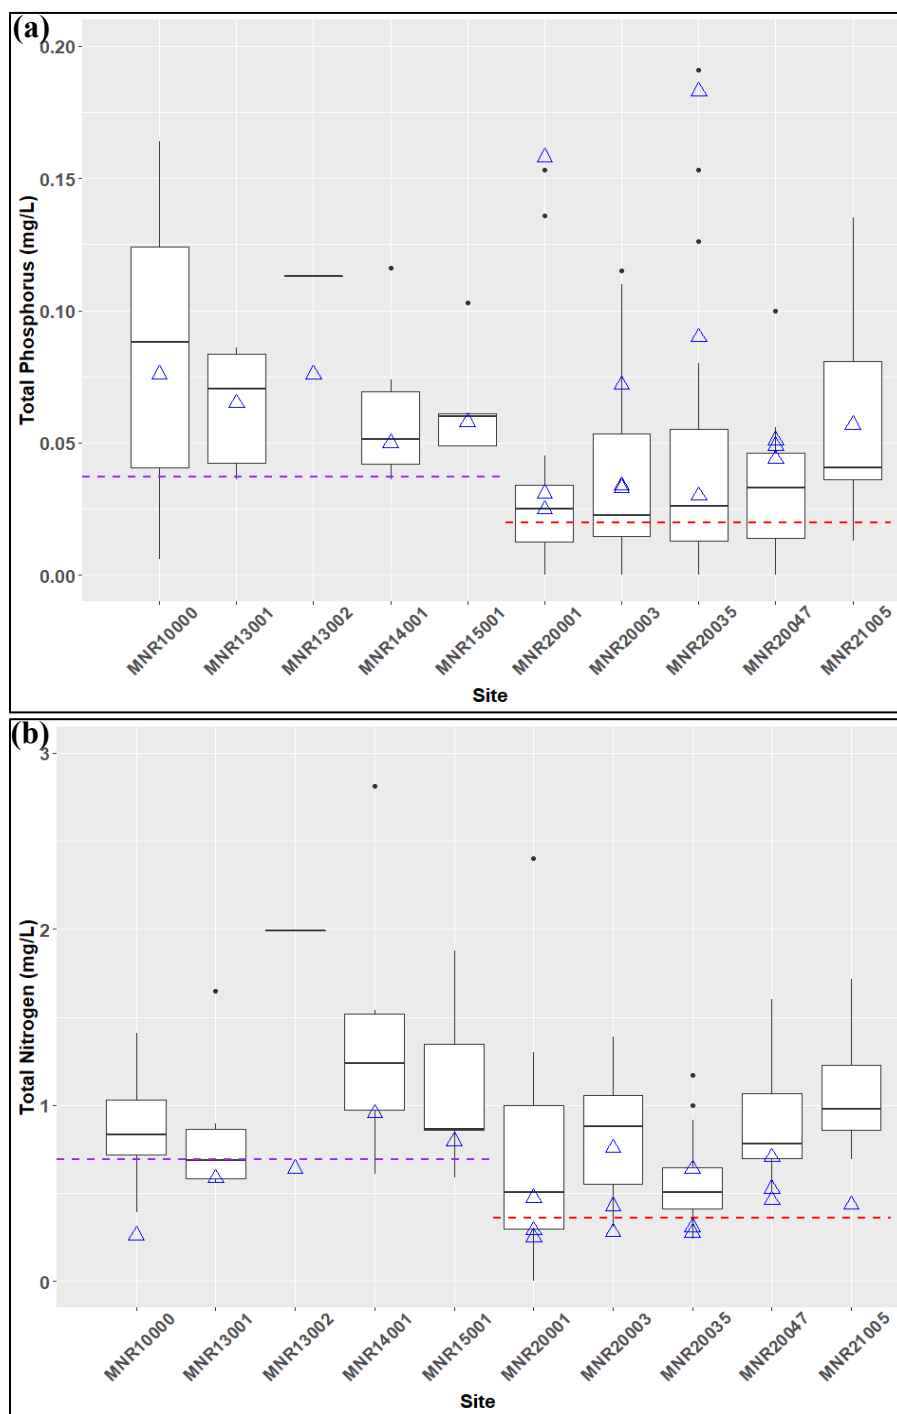 (a)
0.20
0.15
0.10
0.05
0.00
Total Phosphorus (mg/L)
MNR10000
MNR13001
MNR13002
MNR14001
MNR15001
MNR20001
MNR20003
MNR20035
MNR20047
MNR21005
Site
(b)
3
2
1
0
Total Nitrogen (mg/L)
MNR10000
MNR13001
MNR13002
MNR14001
MNR15001
MNR20001
MNR20003
MNR20035
MNR20047
MNR21005
Site